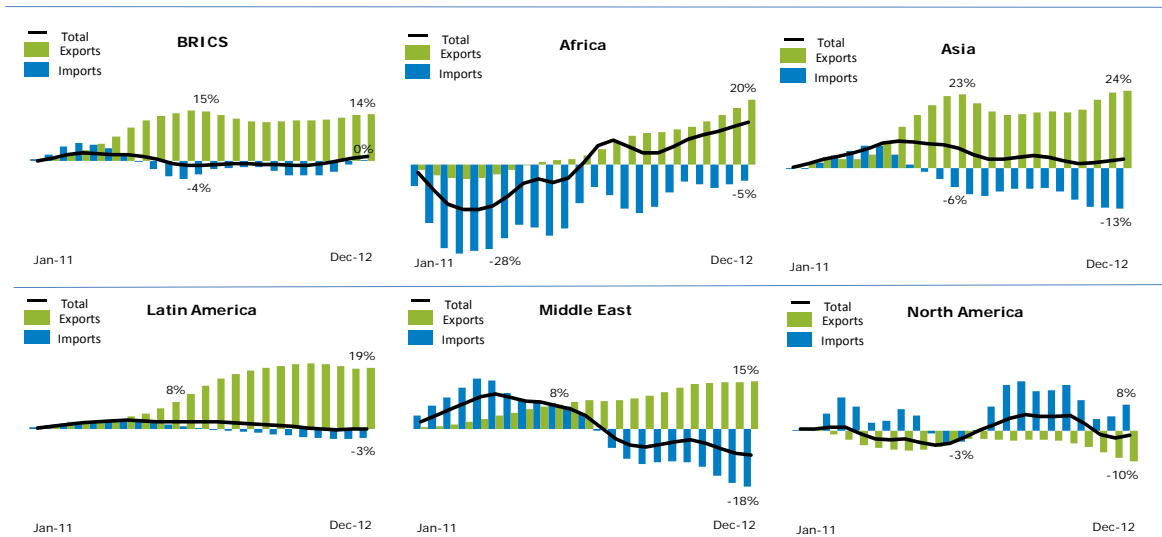 BRICS
Total
Exports
Imports
15%
14%
0%
-4%
Jan-11
Dec-12
Africa
Total
Exports
Imports
20%
-5%
-28%
Jan-11
Dec-12
Asia
Total
Exports
Imports
23%
24%
-6%
-13%
Jan-11
Dec-12
Latin America
Total
Exports
Imports
8%
19%
-3%
Jan-11
Dec-12
Middle East
Total
Exports
Imports
8%
15%
-18%
Jan-11
Dec-12
North America
Total
Exports
Imports
8%
-3%
-10%
Jan-11
Dec-12